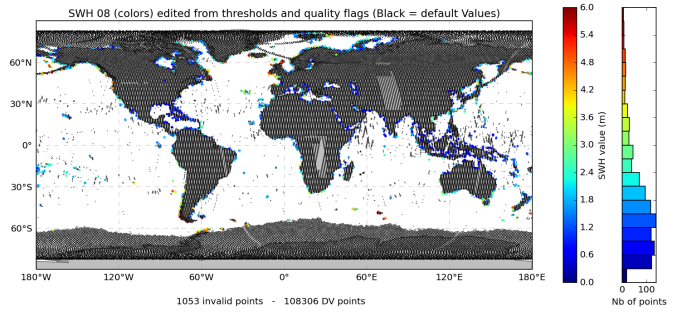 SWH 08 (colors) edited from thresholds and quality flags (Black = default Values)
60°N
30°N
0°
30°S
60°S
180°W 120°W 60°W 0° 60°E 120°E 180°E
1053 invalid points - 108306 DV points
6.0
5.4
4.8
4.2
3.6
3.0
2.4
1.8
1.2
0.6
0.0
SWH value (m)
0 100
Nb of points